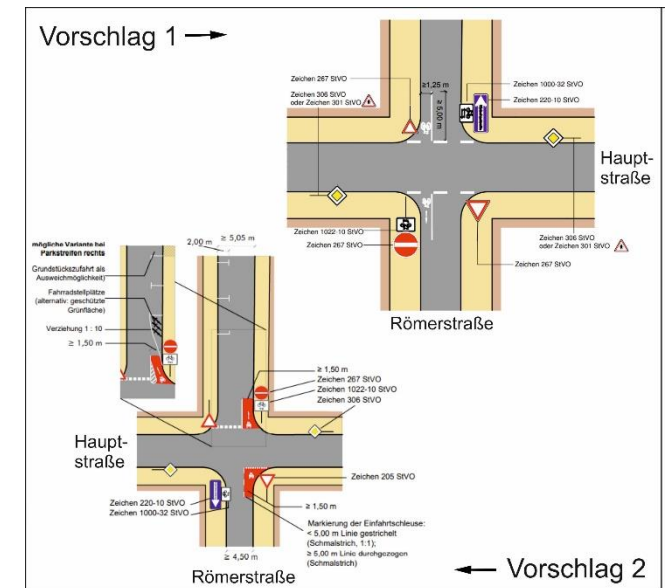 Vorschlag 1
Zeichen 267 StVO
Zeichen 306 StVO
oder Zeichen 301 StVO
≥1,25 m
≥ 5,00 m
Zeichen 1000-32 StVO
Zeichen 220-10 StVO
Haupt-
straße
Zeichen 1022-10 StVO
Zeichen 267 StVO
Zeichen 306 StVO
oder Zeichen 301 StVO
Zeichen 267 StVO
Römerstraße
mögliche Variante bei
Parkstreifen rechts
Grundstückszufahrt als
Ausweichmöglichkeit)
Fahrradstellplätze
(alternativ: geschützte
Grünfläche)
Verziehung 1 : 10
≥ 1,50 m
2,00 m
≥ 5,05 m
≥ 1,50 m
Zeichen 267 StVO
Zeichen 1022-10 StVO
Zeichen 306 StVO
Haupt-
straße
Zeichen 205 StVO
Zeichen 220-10 StVO
Zeichen 1000-32 StVO
≥ 1,50 m
Markierung der Einfahrtschleuse:
< 5,00 m Linie gestrichelt
(Schmalstrich, 1:1);
≥ 5,00 m Linie durchgezogen
(Schmalstrich)
≥ 4,50 m
Römerstraße
Vorschlag 2